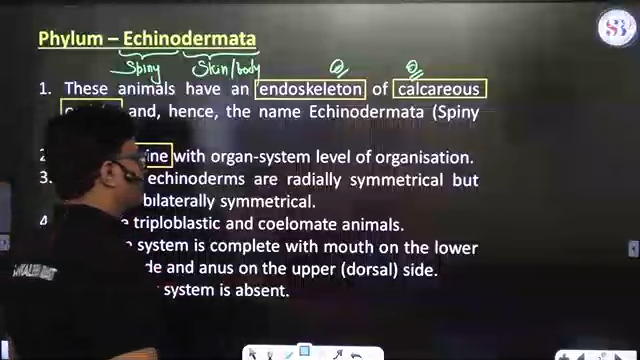 Phylum – Echinodermata
Spiny Skin/body
1. These animals have an endoskeleton of calcareous
and, hence, the name Echinodermata (Spiny
2 ine with organ-system level of organisation.
3. echinoderms are radially symmetrical but
bilaterally symmetrical.
4 triploblastic and coelomate animals.
system is complete with mouth on the lower
de and anus on the upper (dorsal) side.
system is absent.